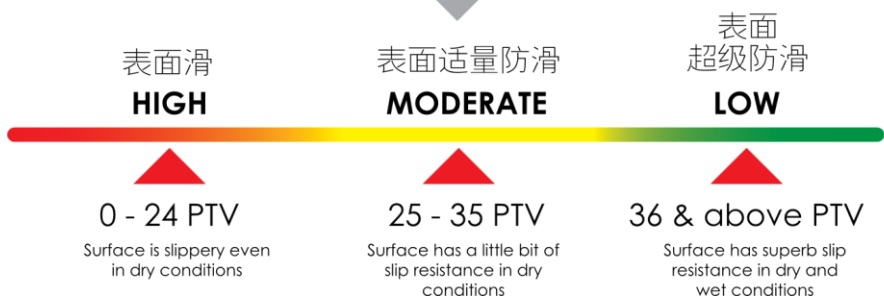 表面滑
HIGH
0 - 24 PTV
Surface is slippery even
in dry conditions
表面适量防滑
MODERATE
25 - 35 PTV
Surface has a little bit of
slip resistance in dry
conditions
表面
超级防滑
LOW
36 & above PTV
Surface has superb slip
resistance in dry and
wet conditions